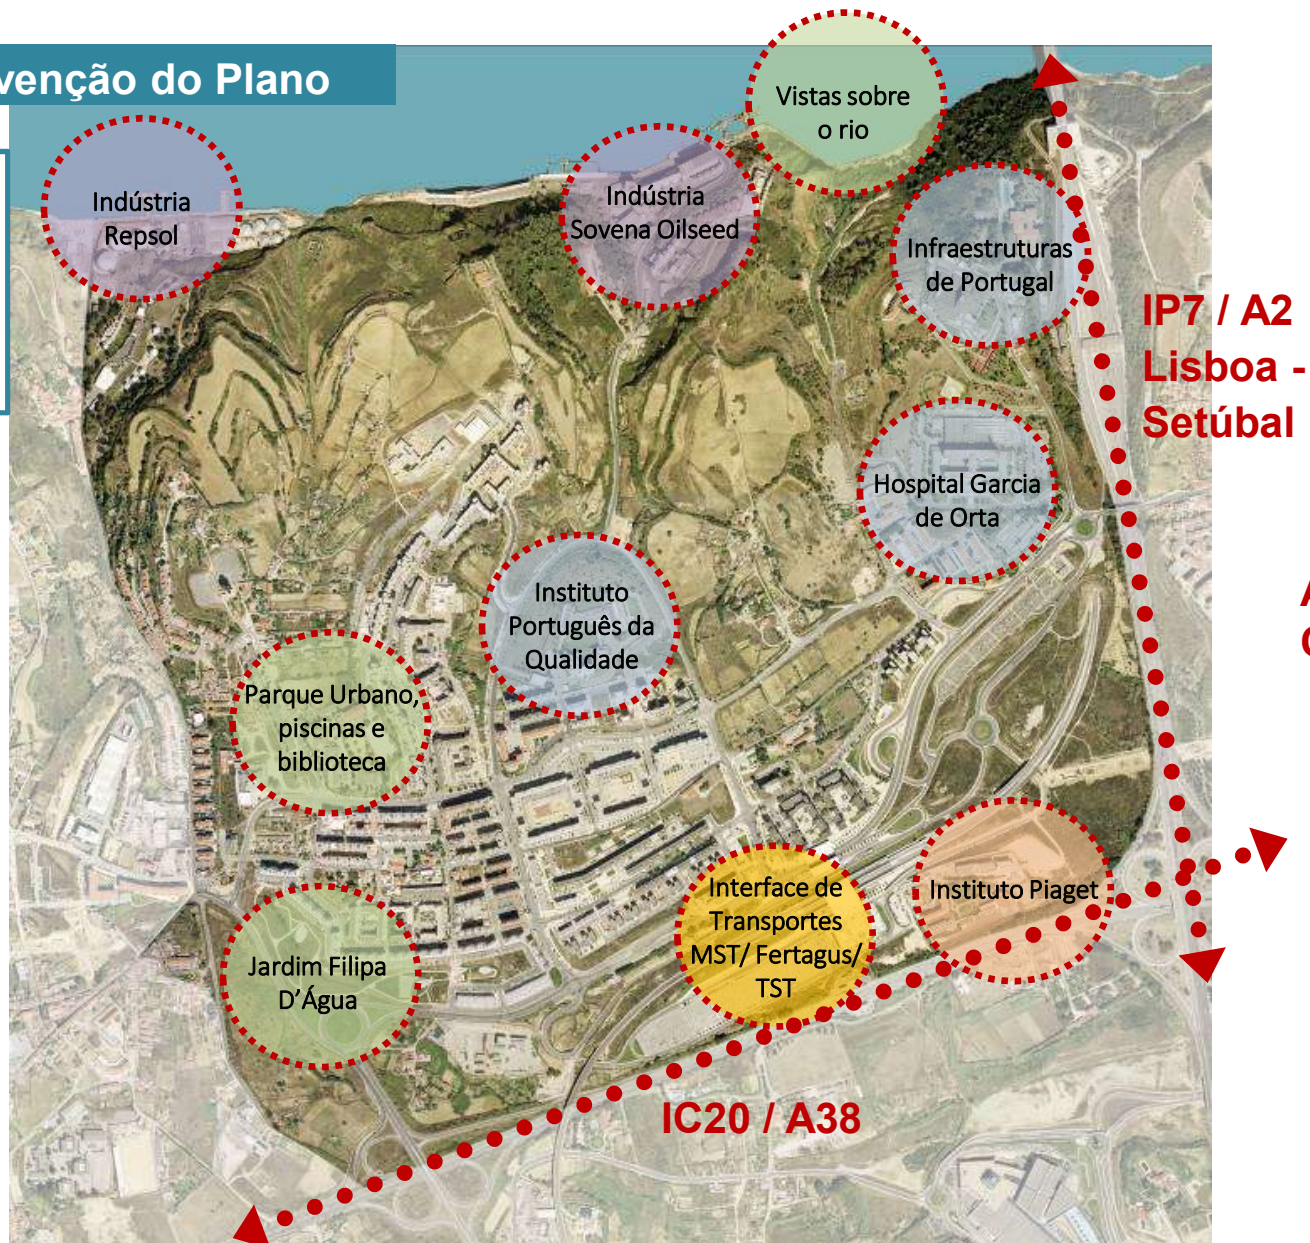 venção do Plano
Vistas sobre
o rio
Indústria
Repsol
Indústria
Sovena Oilseed
Infraestruturas
de Portugal
IP7 / A2
Lisboa -
Setúbal
Hospital Garcia
de Orta
Instituto
Português da
Qualidade
Parque Urbano,
piscinas e
biblioteca
Interface de
Transportes
MST/ Fertagus/
TST
Instituto Piaget
Jardim Filipa
D’Água
IC20 / A38